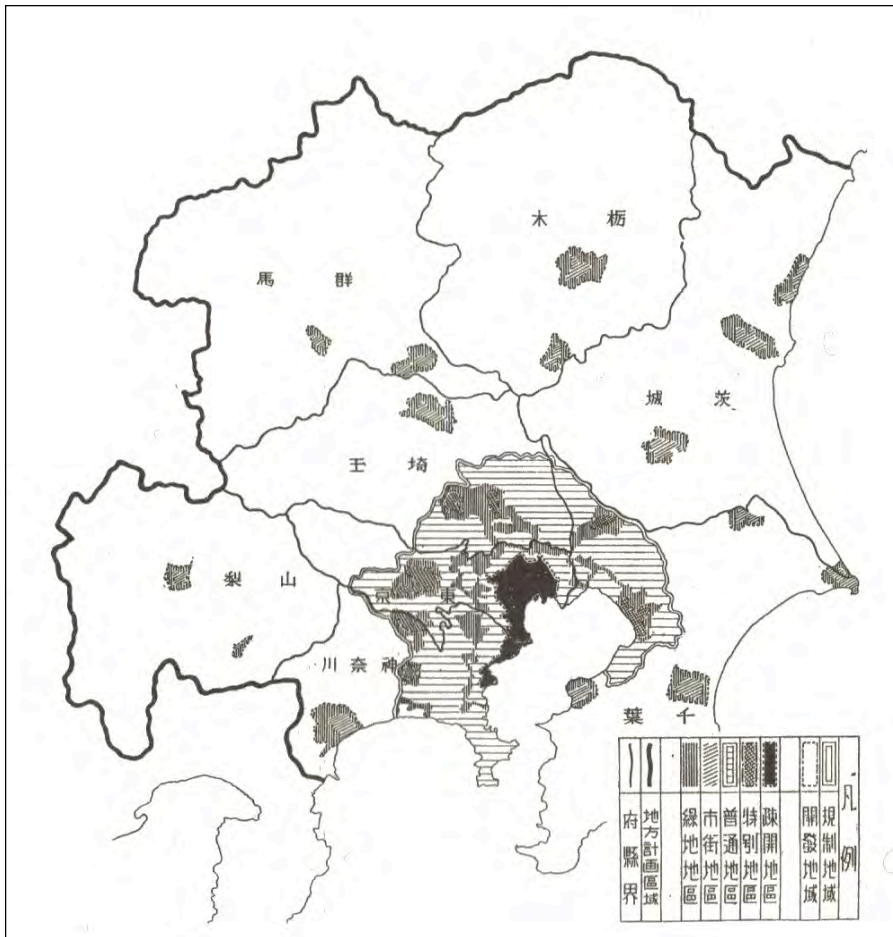 栃木
群馬
茨城
埼玉
山梨
東京
神奈川
千葉
凡例
規制地域
開發地域
疎開地區
特別地區
普通地區
市街地區
綠地地區
地方計画區域
府縣界